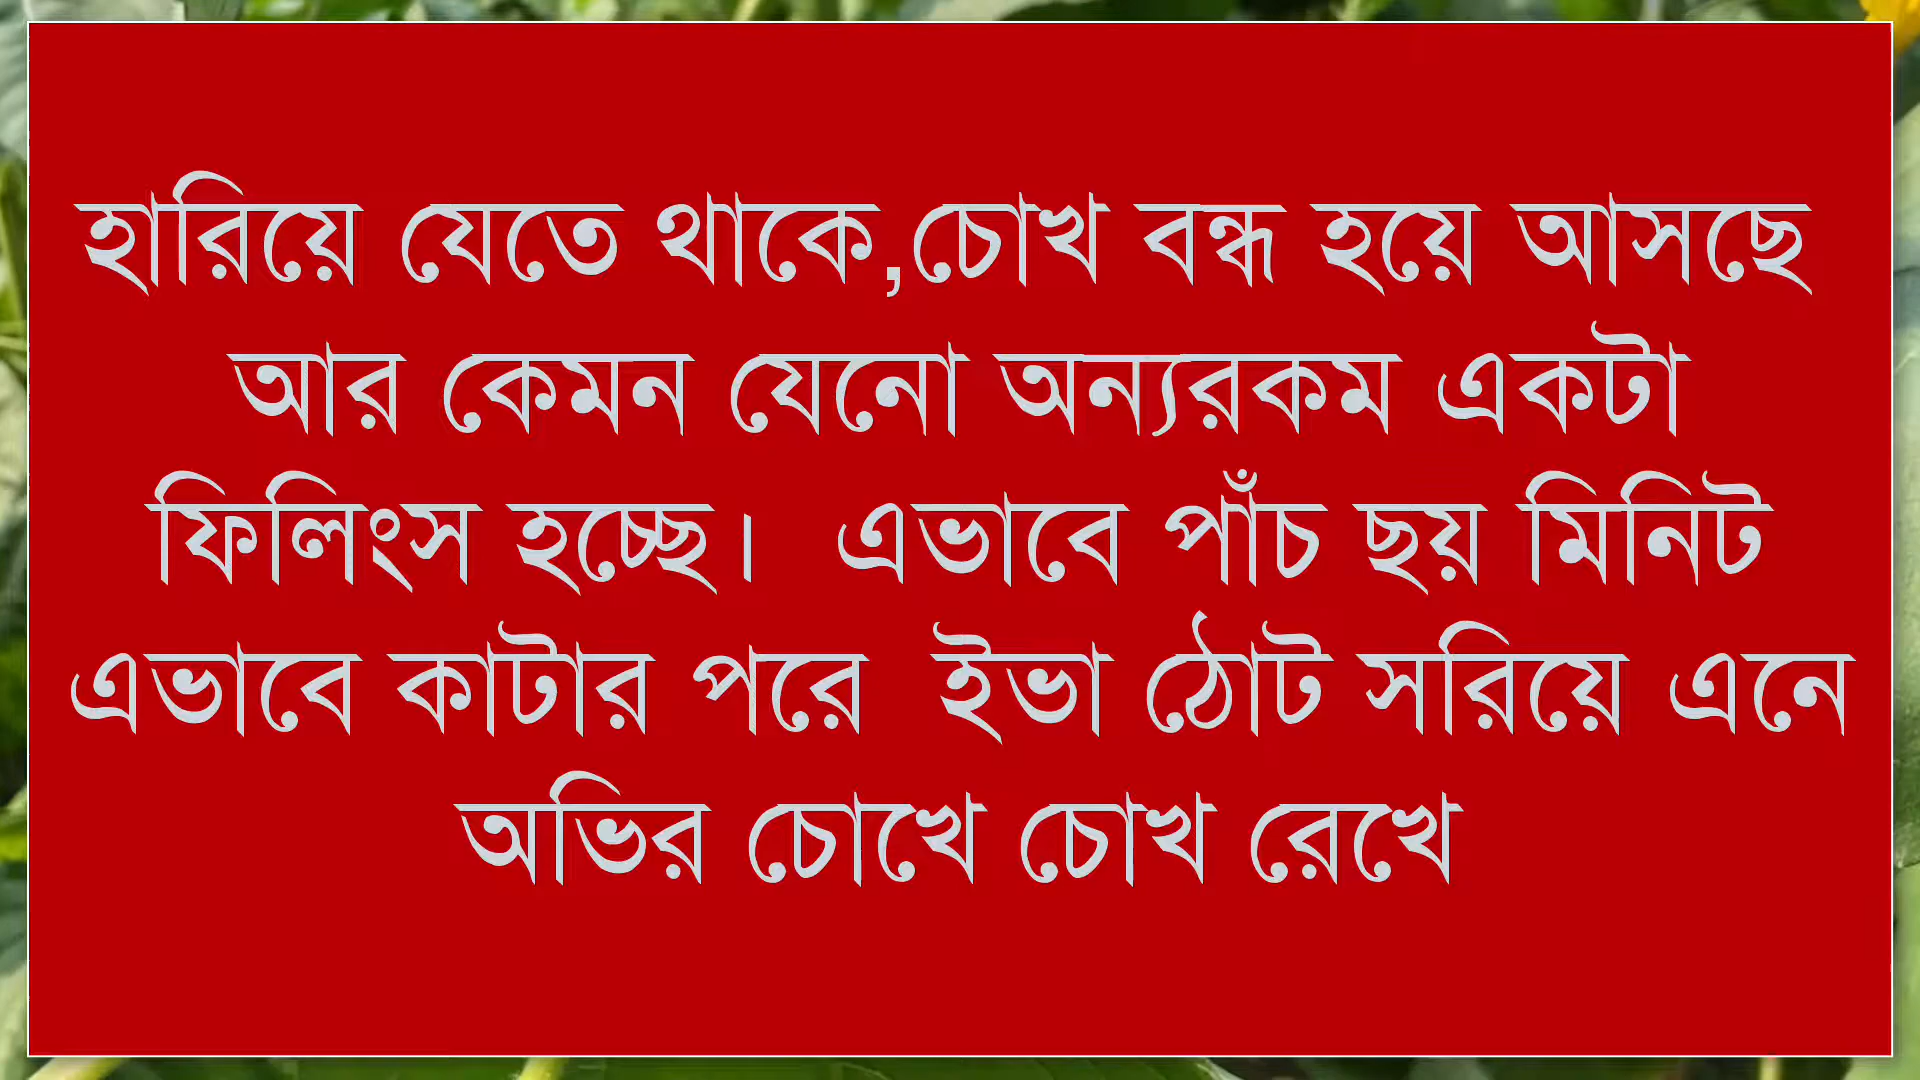 হারিয়ে যেতে থাকে,চোখ বন্ধ হয়ে আসছে
আর কেমন যেনো অন্যরকম একটা
ফিলিংস হচ্ছে।  এভাবে পাঁচ ছয় মিনিট
এভাবে কাটার পরে  ইভা ঠোট সরিয়ে এনে
অভির চোখে চোখ রেখে